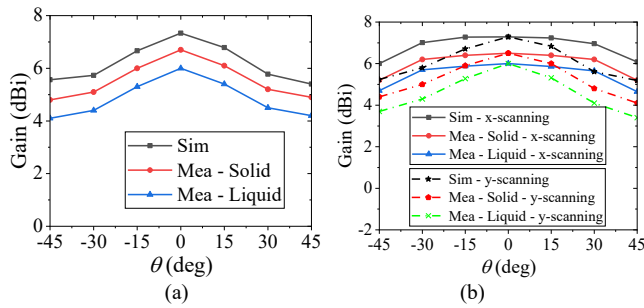 8
6
4
2
0
Gain (dBi)
Sim
Mea - Solid
Mea - Liquid
-45 -30 -15 0 15 30 45
θ (deg)
(a)
8
6
4
2
0
-2
Gain (dBi)
Sim - x-scanning
Mea - Solid - x-scanning
Mea - Liquid - x-scanning
Sim - y-scanning
Mea - Solid - y-scanning
Mea - Liquid - y-scanning
-45 -30 -15 0 15 30 45
θ (deg)
(b)